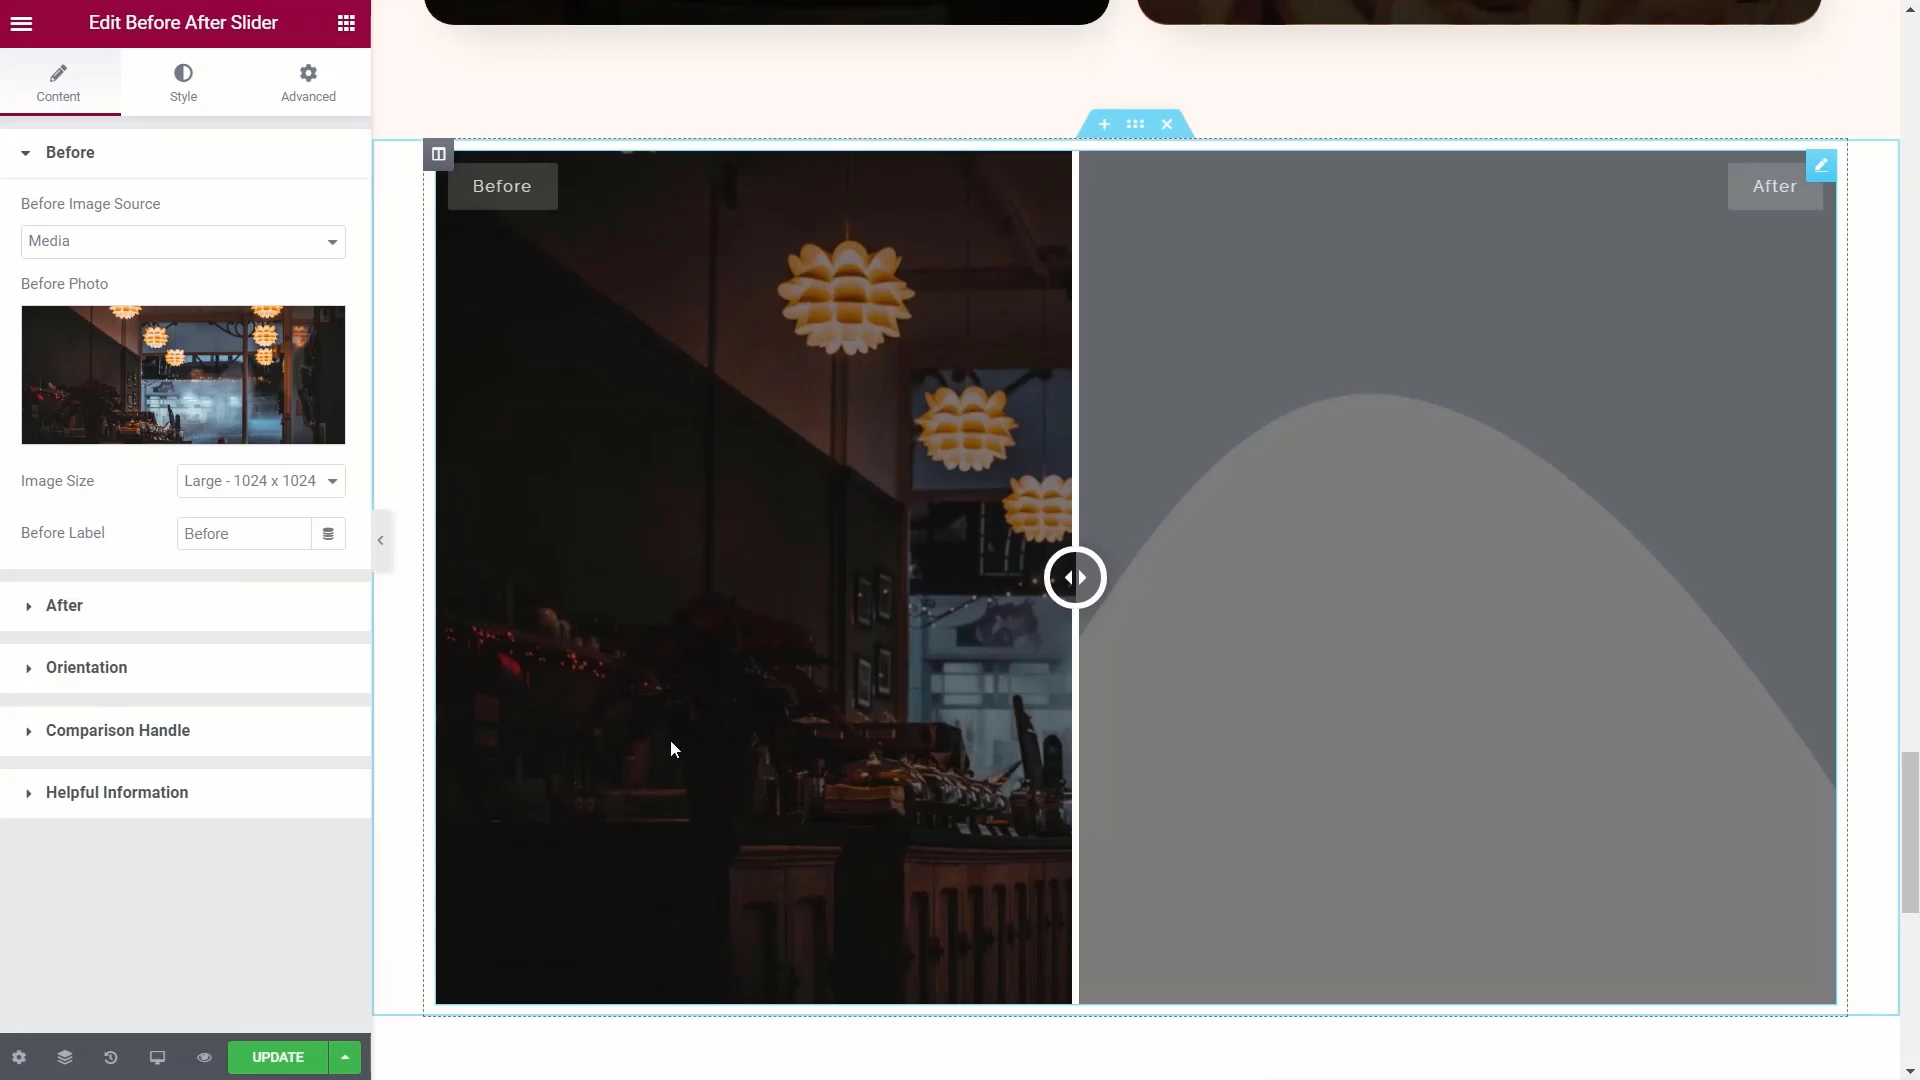 Edit Before After Slider
Content
Style
Advanced
Before
Before Image Source
Media
Before Photo
Image Size
Large - 1024 x 1024
Before Label
Before
After
Orientation
Comparison Handle
Helpful Information
UPDATE
Before
After